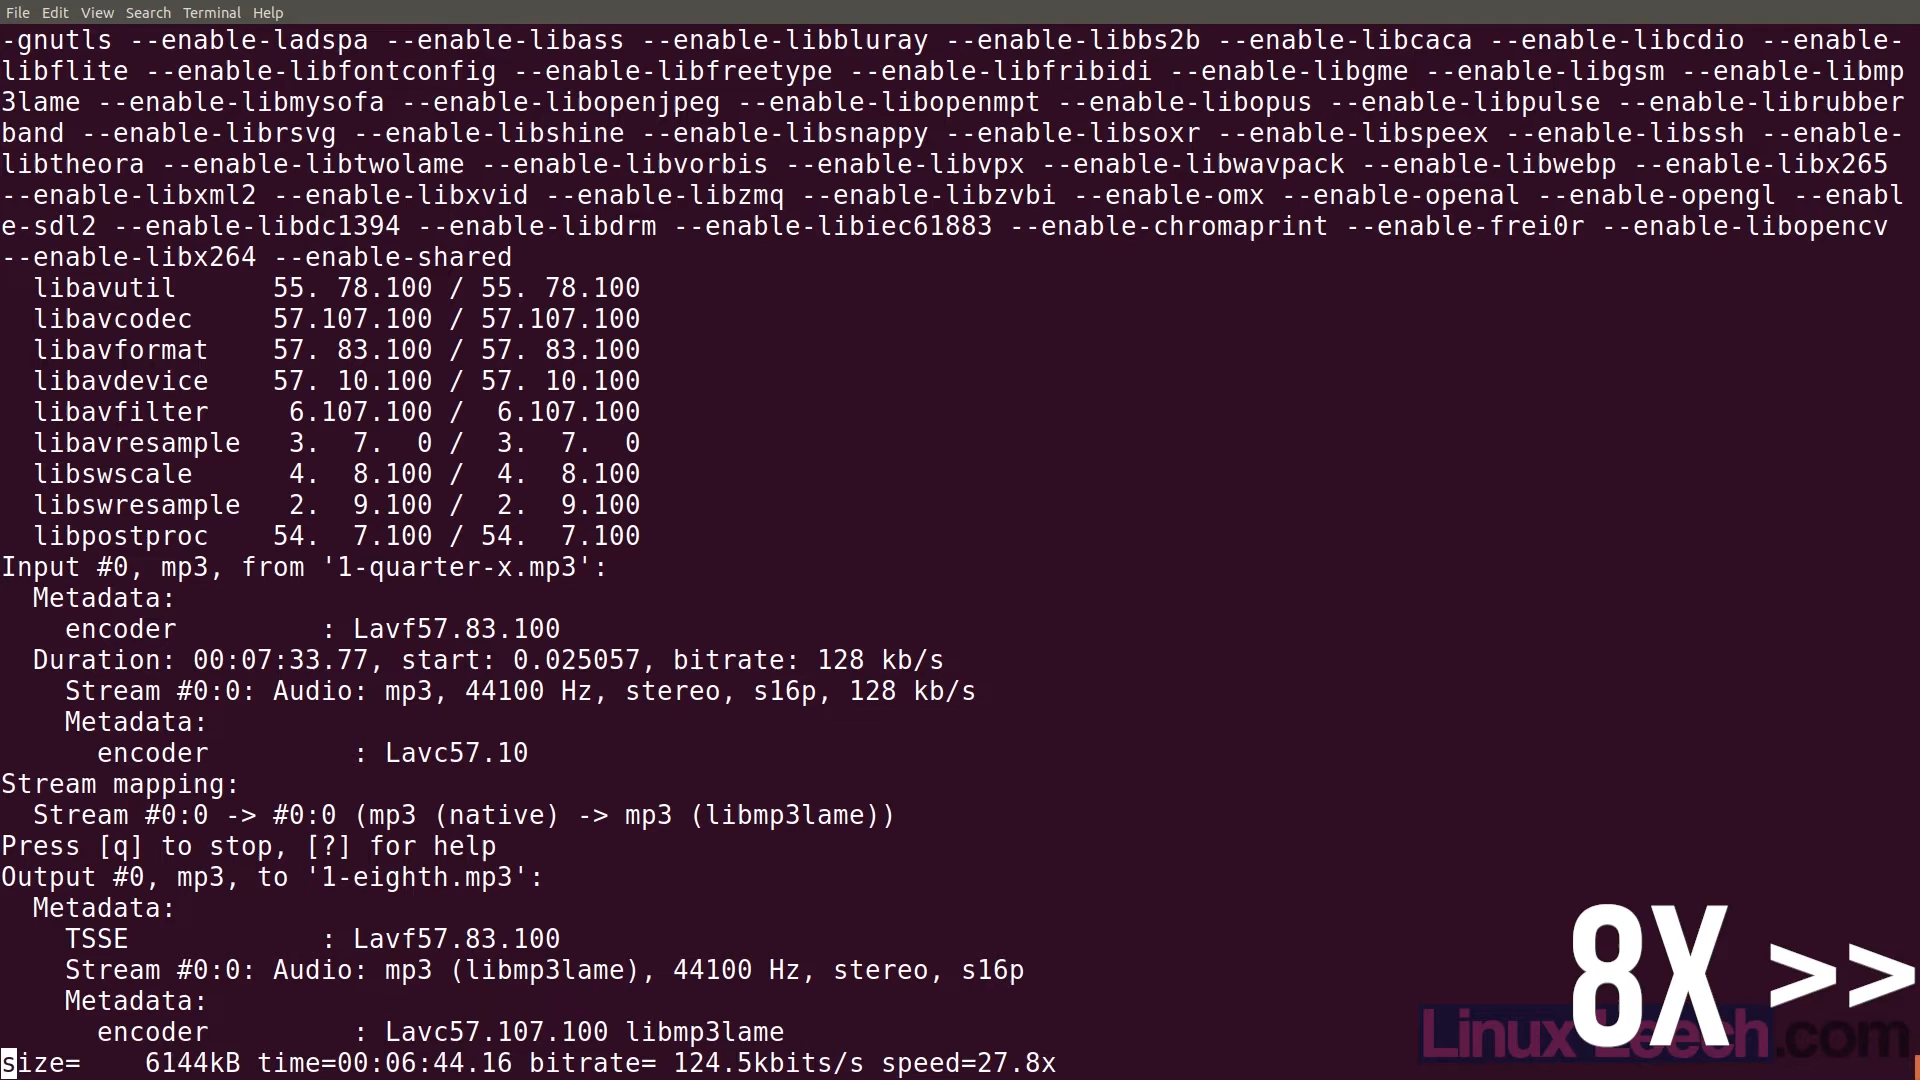 File Edit View Search Terminal Help
-gnutls --enable-ladspa --enable-libass --enable-libbluray --enable-libbs2b --enable-libcaca --enable-libcdio --enable-
libflite --enable-libfontconfig --enable-libfreetype --enable-libfribidi --enable-libgme --enable-libgsm --enable-libmp
3lame --enable-libmysofa --enable-libopenjpeg --enable-libopenmpt --enable-libopus --enable-libpulse --enable-librubber
band --enable-librsvg --enable-libshine --enable-libsnappy --enable-libsoxr --enable-libspeex --enable-libssh --enable-
libtheora --enable-libtwolame --enable-libvorbis --enable-libvpx --enable-libwavpack --enable-libwebp --enable-libx265
--enable-libxml2 --enable-libxvid --enable-libzmq --enable-libzvbi --enable-omx --enable-openal --enable-opengl --enabl
e-sdl2 --enable-libdc1394 --enable-libdrm --enable-libiec61883 --enable-chromaprint --enable-frei0r --enable-libopencv
--enable-libx264 --enable-shared
  libavutil      55. 78.100 / 55. 78.100
  libavcodec     57.107.100 / 57.107.100
  libavformat    57. 83.100 / 57. 83.100
  libavdevice    57. 10.100 / 57. 10.100
  libavfilter     6.107.100 /  6.107.100
  libavresample   3.  7.  0 /  3.  7.  0
  libswscale      4.  8.100 /  4.  8.100
  libswresample   2.  9.100 /  2.  9.100
  libpostproc    54.  7.100 / 54.  7.100
Input #0, mp3, from '1-quarter-x.mp3':
  Metadata:
    encoder         : Lavf57.83.100
  Duration: 00:07:33.77, start: 0.025057, bitrate: 128 kb/s
    Stream #0:0: Audio: mp3, 44100 Hz, stereo, s16p, 128 kb/s
    Metadata:
      encoder         : Lavc57.10
Stream mapping:
  Stream #0:0 -> #0:0 (mp3 (native) -> mp3 (libmp3lame))
Press [q] to stop, [?] for help
Output #0, mp3, to '1-eighth.mp3':
  Metadata:
    TSSE            : Lavf57.83.100
    Stream #0:0: Audio: mp3 (libmp3lame), 44100 Hz, stereo, s16p
    Metadata:
      encoder         : Lavc57.107.100 libmp3lame
size=    6144kB time=00:06:44.16 bitrate= 124.5kbits/s speed=27.8x
8X >>
Linux Leech.com